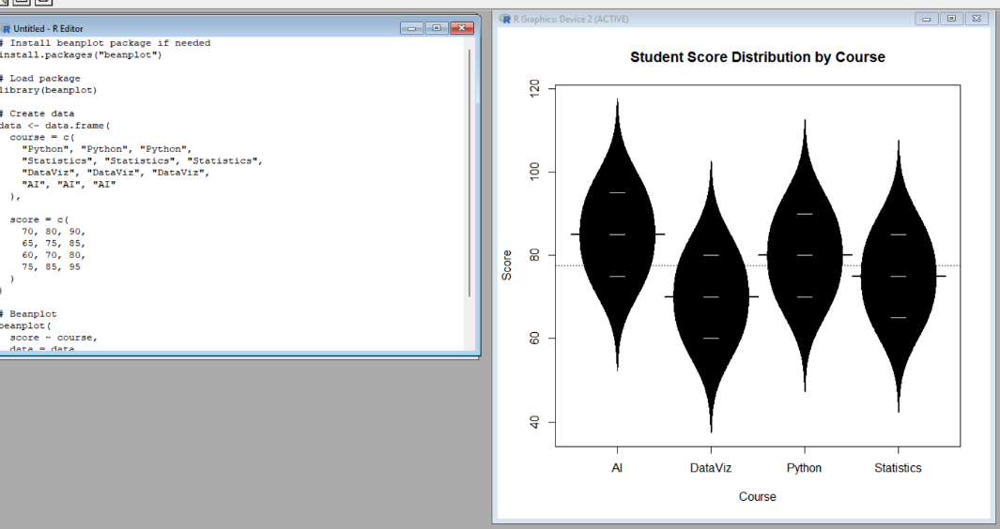 Untitled - R Editor
# Install beanplot package if needed
install.packages("beanplot")
# Load package
library(beanplot)
# Create data
data <- data.frame(
course = c(
"Python", "Python", "Python",
"Statistics", "Statistics", "Statistics",
"DataViz", "DataViz", "DataViz",
"AI", "AI", "AI"
),
score = c(
70, 80, 90,
65, 75, 85,
60, 70, 80,
75, 85, 95
)
)
# Beanplot
beanplot(
score ~ course,
data = data
R Graphics: Device 2 (ACTIVE)
Student Score Distribution by Course
120
100
80
60
40
Score
AI DataViz Python Statistics
Course